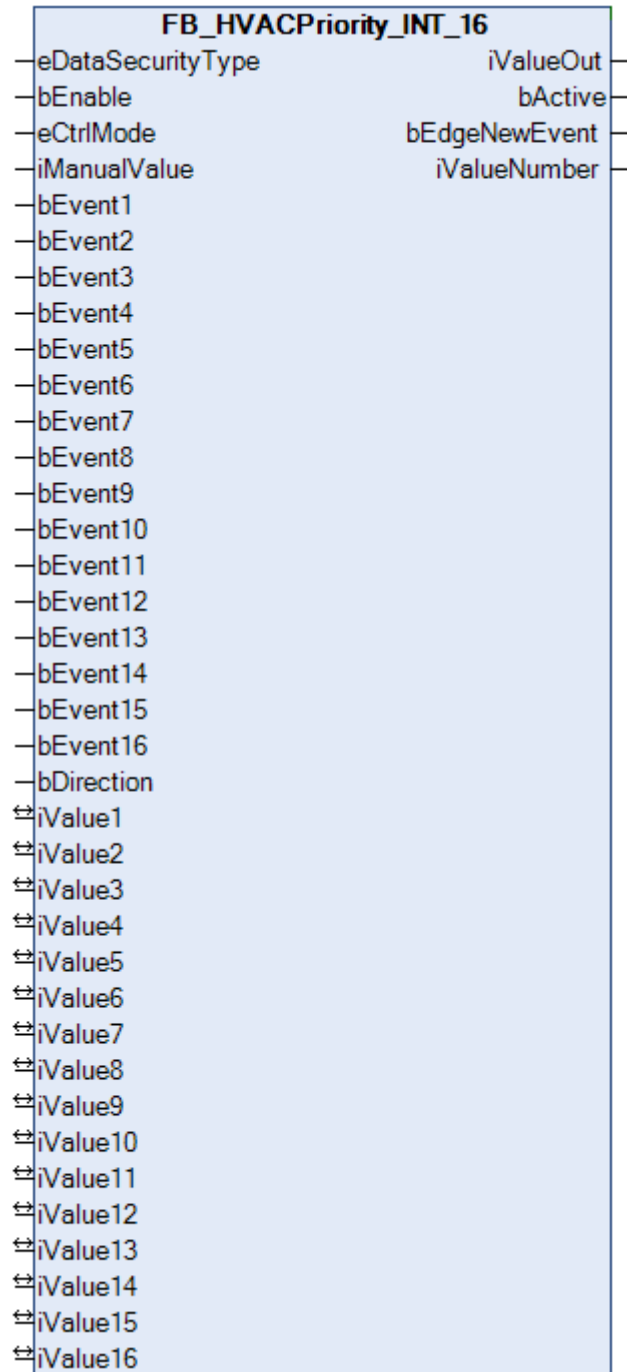 FB_HVACPriority_INT_16
eDataSecurityType iValueOut
bEnable bActive
eCtrlMode bEdgeNewEvent
iManualValue iValueNumber
bEvent1
bEvent2
bEvent3
bEvent4
bEvent5
bEvent6
bEvent7
bEvent8
bEvent9
bEvent10
bEvent11
bEvent12
bEvent13
bEvent14
bEvent15
bEvent16
bDirection
iValue1
iValue2
iValue3
iValue4
iValue5
iValue6
iValue7
iValue8
iValue9
iValue10
iValue11
iValue12
iValue13
iValue14
iValue15
iValue16